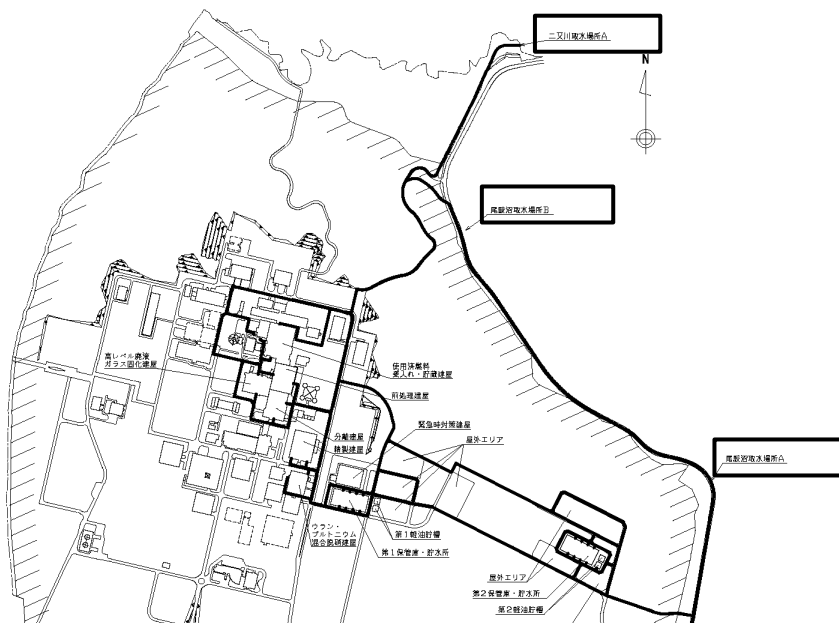 二又川取水場所A
N
尾駮沼取水場所B
高レベル廃液
ガラス固化建屋
使用済燃料
受入れ・貯蔵建屋
前処理建屋
分離建屋
精製建屋
緊急時対策建屋
屋外エリア
尾駮沼取水場所A
ウラン・
プルトニウム
混合脱硝建屋
第1軽油貯槽
第1保管庫・貯水所
屋外エリア
第2保管庫・貯水所
第2軽油貯槽